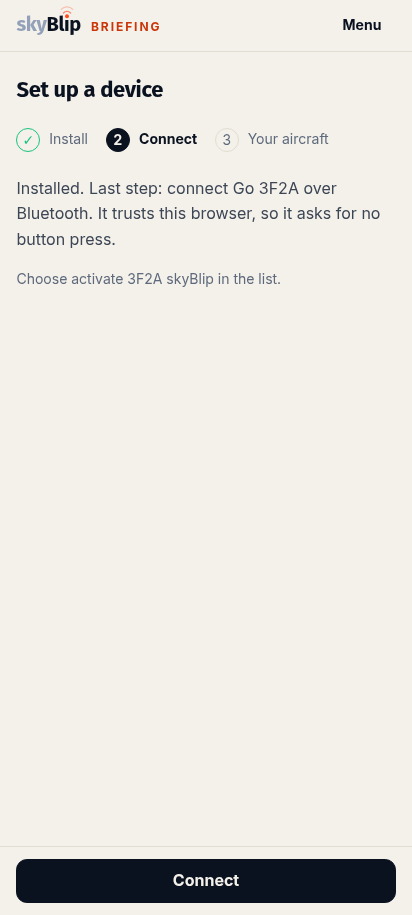 skyBlip BRIEFING
Menu
Set up a device
✓ Install 2 Connect 3 Your aircraft
Installed. Last step: connect Go 3F2A over
Bluetooth. It trusts this browser, so it asks for no
button press.
Choose activate 3F2A skyBlip in the list.
Connect